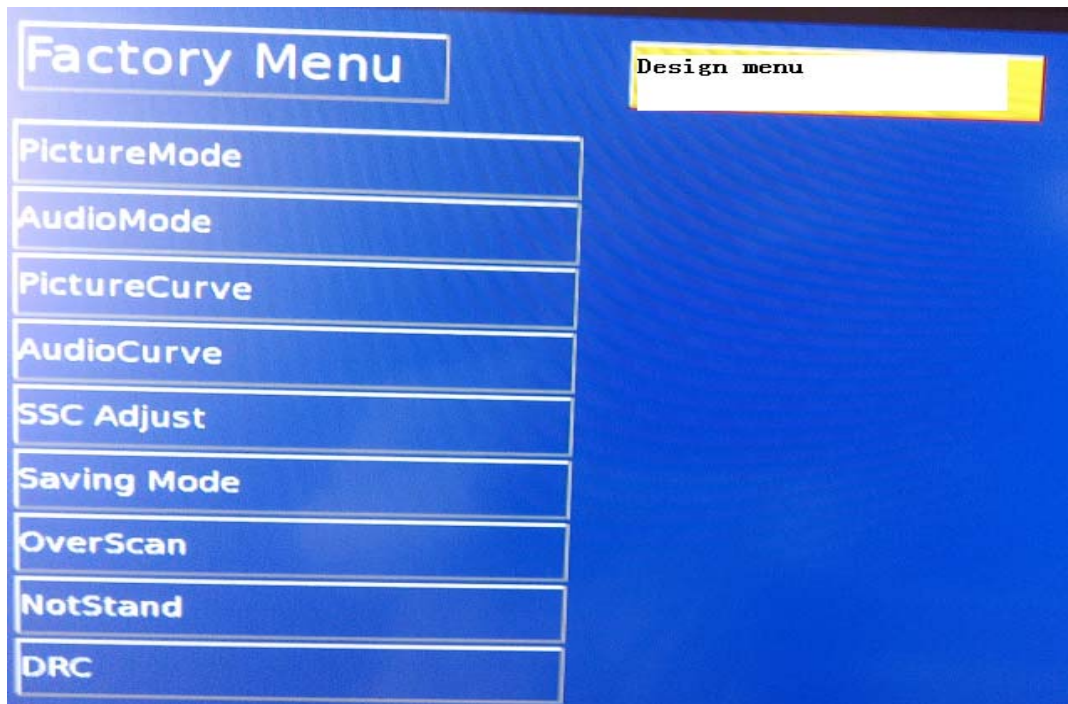 Factory Menu
Design menu
PictureMode
AudioMode
PictureCurve
AudioCurve
SSC Adjust
Saving Mode
OverScan
NotStand
DRC